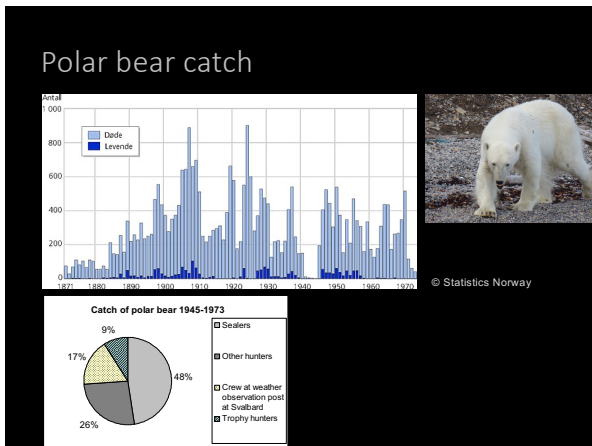 Polar bear catch
Antall
1 000
800
600
400
200
0
Døde
Levende
1871 1880 1890 1900 1910 1920 1930 1940 1950 1960 1970
© Statistics Norway
Catch of polar bear 1945-1973
9%
17%
48%
26%
Sealers
Other hunters
Crew at weather
observation post
at Svalbard
Trophy hunters